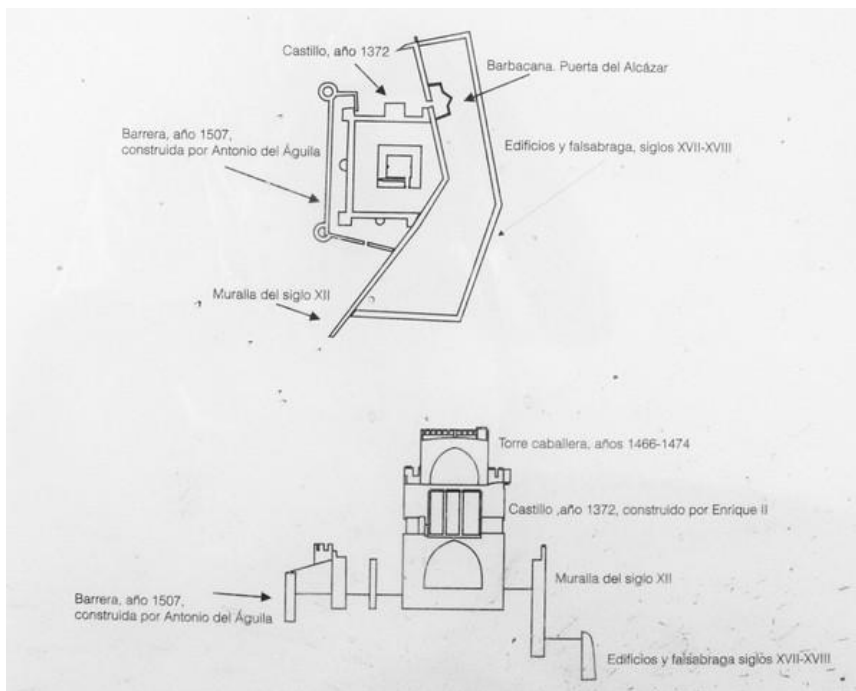 Castillo, año 1372
Barbacana. Puerta del Alcázar
Barrera, año 1507,
construida por Antonio del Águila
Edificios y falsabraga, siglos XVII-XVIII
Muralla del siglo XII
Torre caballera, años 1466-1474
Castillo ,año 1372, construido por Enrique II
Muralla del siglo XII
Barrera, año 1507,
construida por Antonio del Águila
Edificios y falsabraga siglos XVII-XVIII